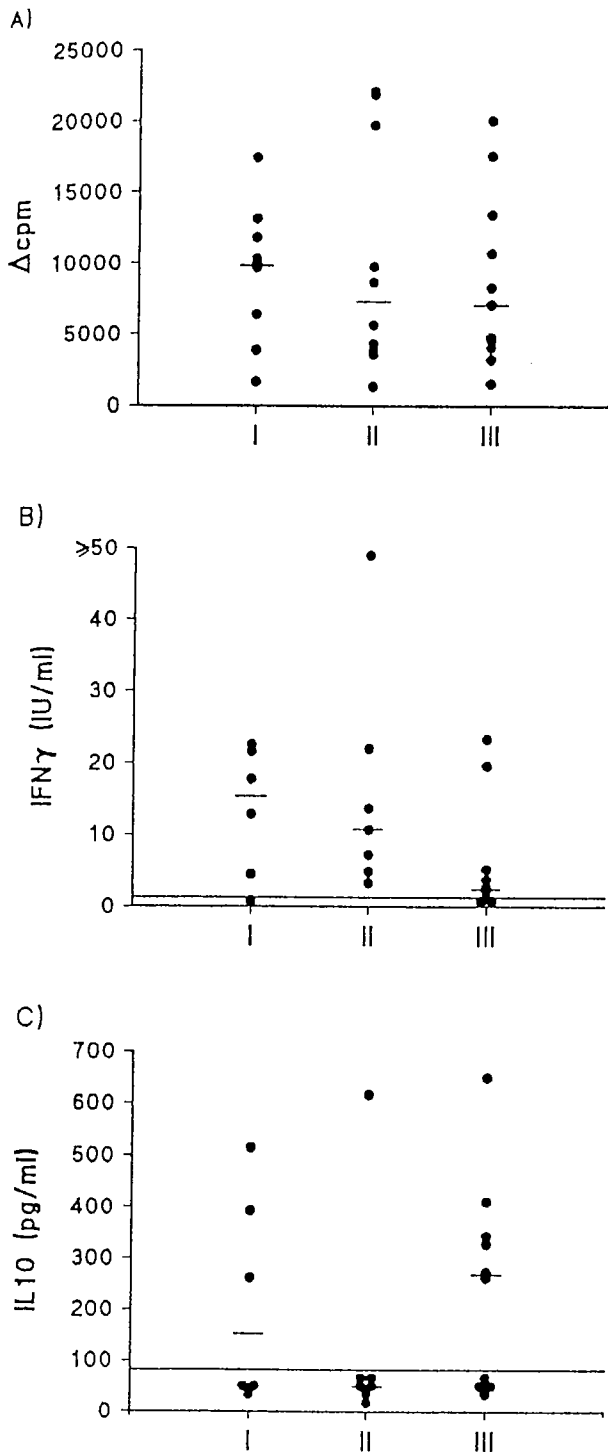 A)
25000
20000
15000
10000
5000
0
Δcpm
I II III
B)
⩾50
40
30
20
10
0
IFNγ (IU/ml)
I II III
C)
700
600
500
400
300
200
100
0
IL10 (pg/ml)
I II III